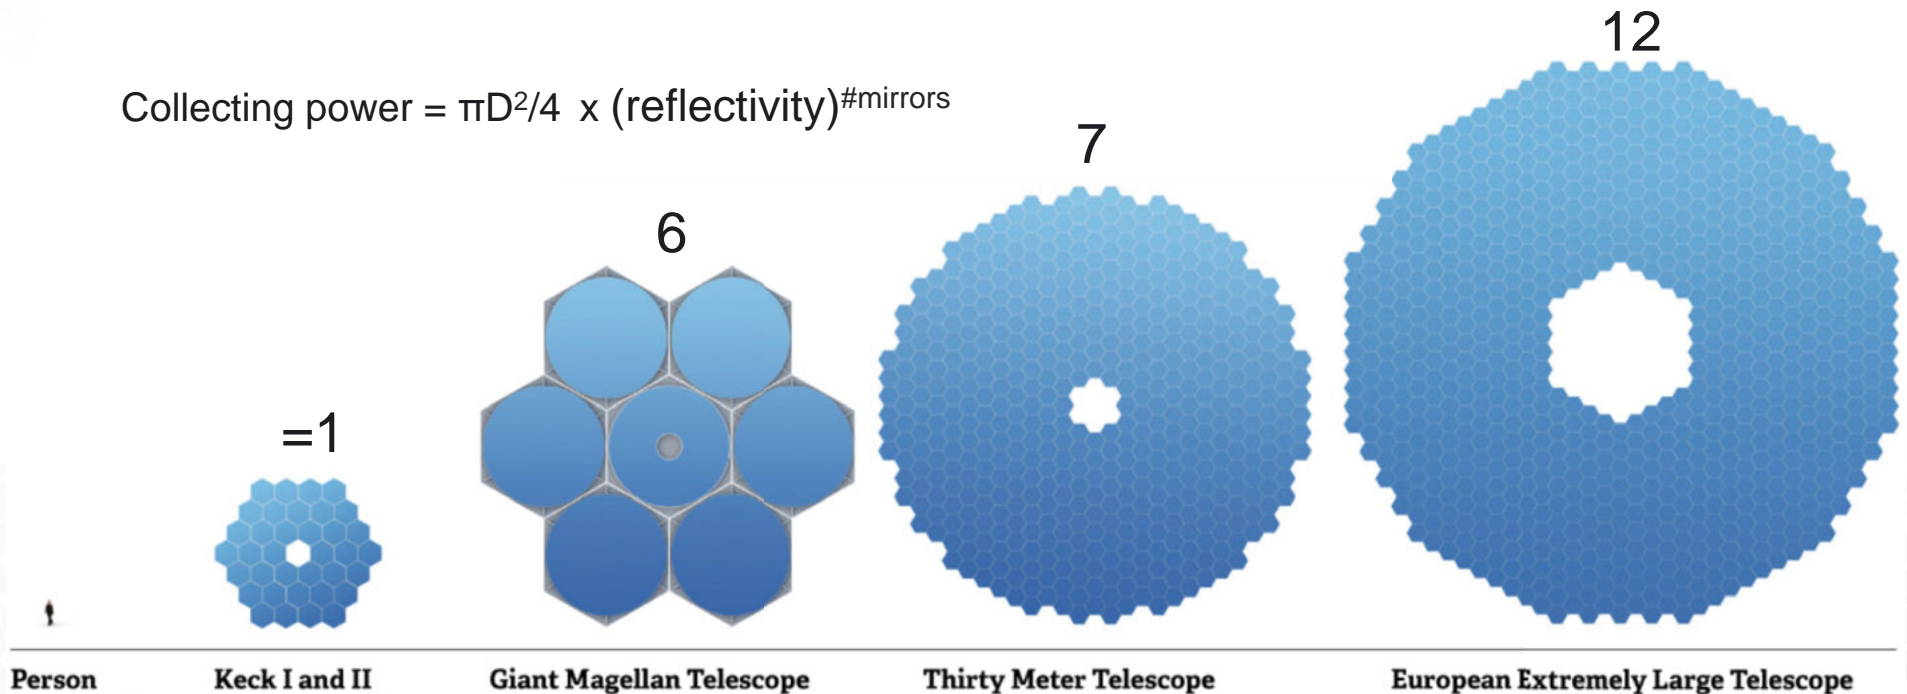 12
Collecting power = πD²/4 x (reflectivity)^#mirrors
7
6
=1
Person Keck I and II Giant Magellan Telescope Thirty Meter Telescope European Extremely Large Telescope